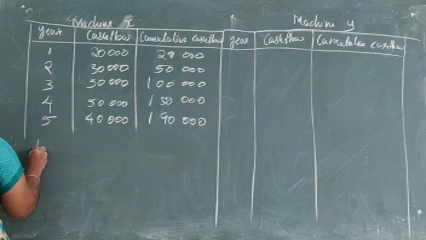 Machine x Machine y
year Cashflow Cumulative cashflow year Cashflow Cumulative cashflow
1 20 000 20 000
2 30 000 50 000
3 50 000 1 00 000
4 50 000 1 50 000
5 40 000 1 90 000